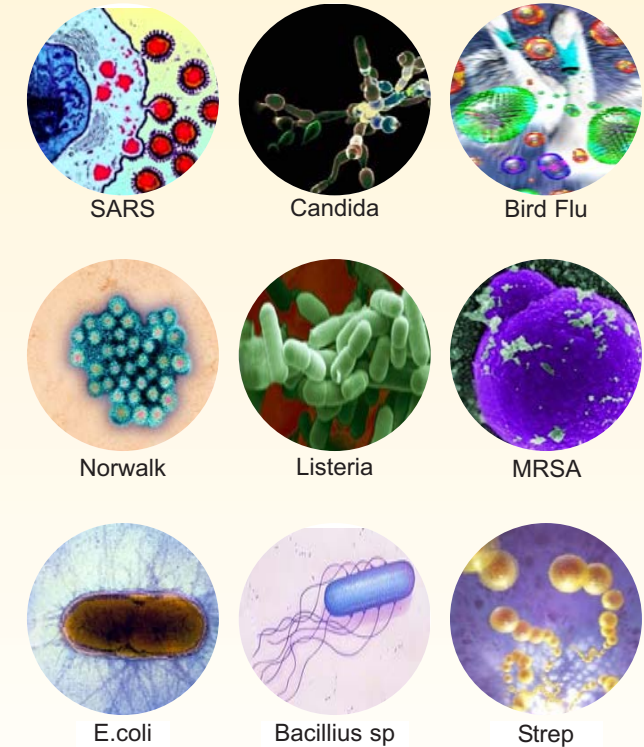 SARS
Candida
Bird Flu
Norwalk
Listeria
MRSA
E.coli
Bacillius sp
Strep